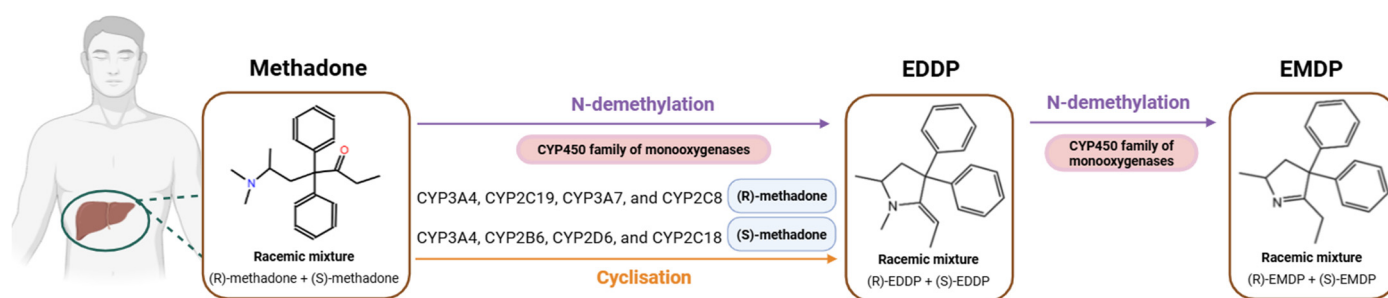 Methadone
EDDP
EMDP
N-demethylation
N-demethylation
CYP450 family of monooxygenases
CYP450 family of
monooxygenases
O
N
CYP3A4, CYP2C19, CYP3A7, and CYP2C8
(R)-methadone
CYP3A4, CYP2B6, CYP2D6, and CYP2C18
(S)-methadone
N
N
Racemic mixture
(R)-methadone + (S)-methadone
Cyclisation
Racemic mixture
(R)-EDDP + (S)-EDDP
Racemic mixture
(R)-EMDP + (S)-EMDP